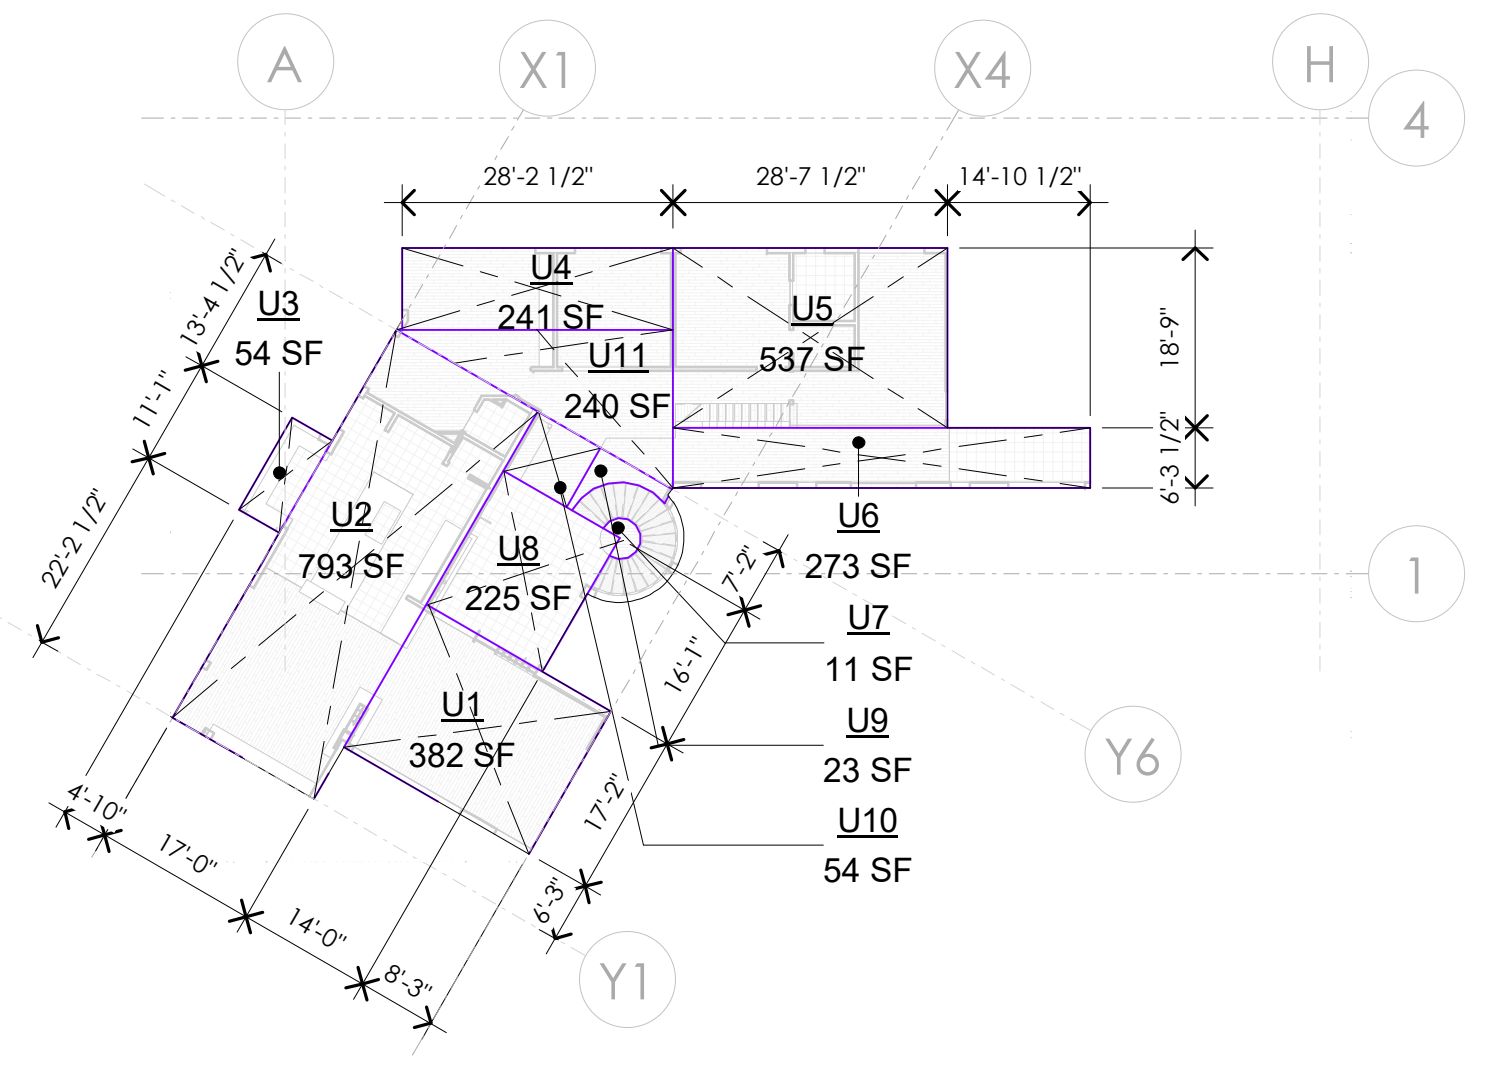 A
X1
X4
H
4
28'-2 1/2"
28'-7 1/2"
14'-10 1/2"
13'-4 1/2"
U3
54 SF
U4
241 SF
U5
537 SF
18'-9"
U11
240 SF
11'-1"
6'-3 1/2"
22'-2 1/2"
U2
793 SF
U8
225 SF
U6
273 SF
1
7'-2"
U7
11 SF
16'-1"
U1
382 SF
U9
23 SF
Y6
17'-2"
U10
54 SF
4'-10"
17'-0"
14'-0"
8'-3"
6'-3"
Y1